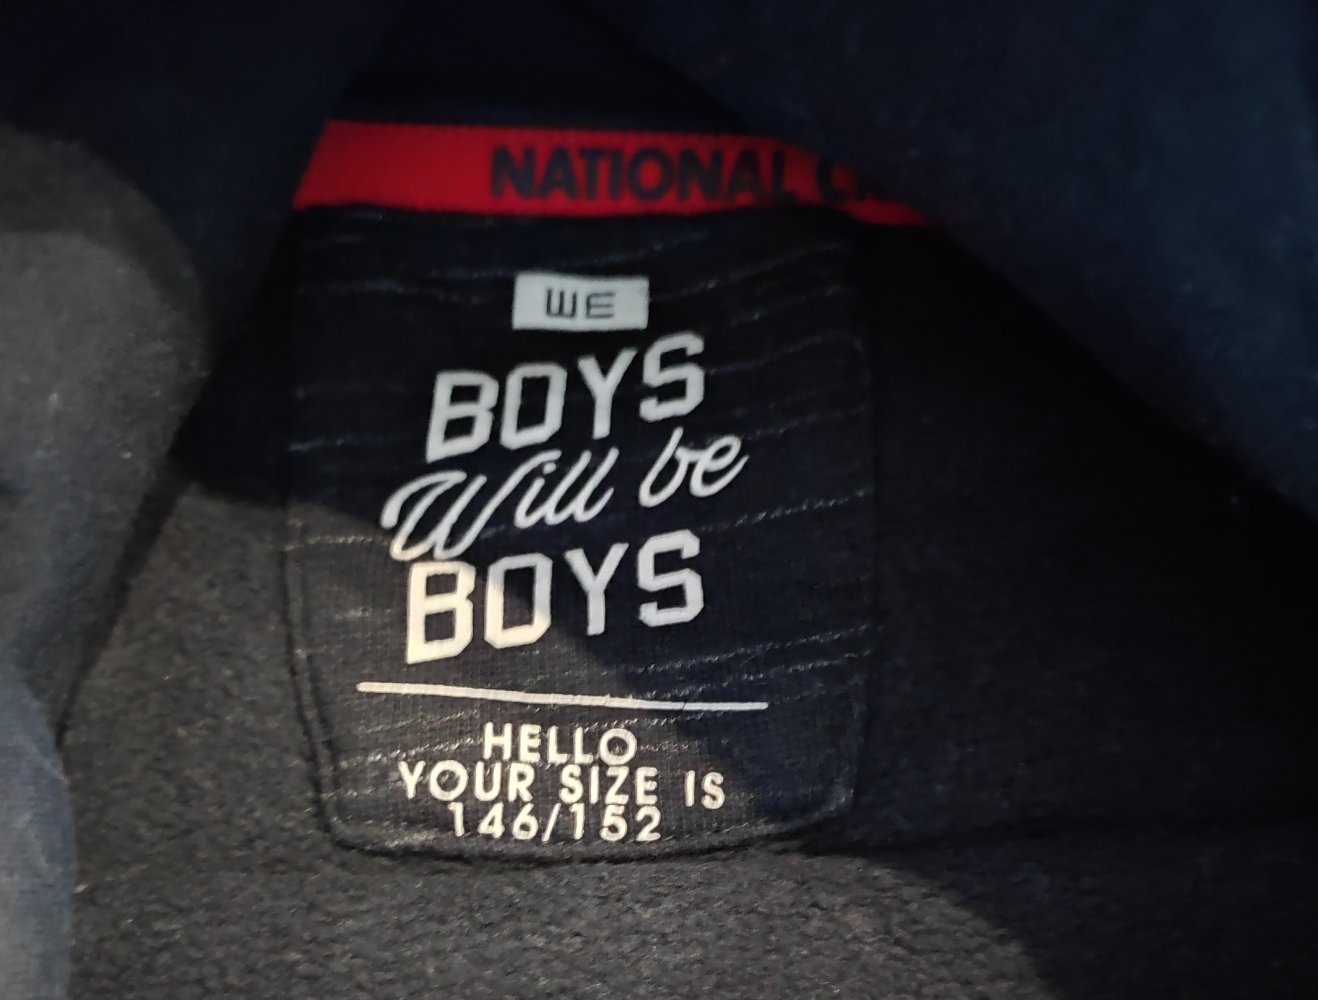 NATIONAL
WE
BOYS
Will be
BOYS
HELLO
YOUR SIZE IS
146/152